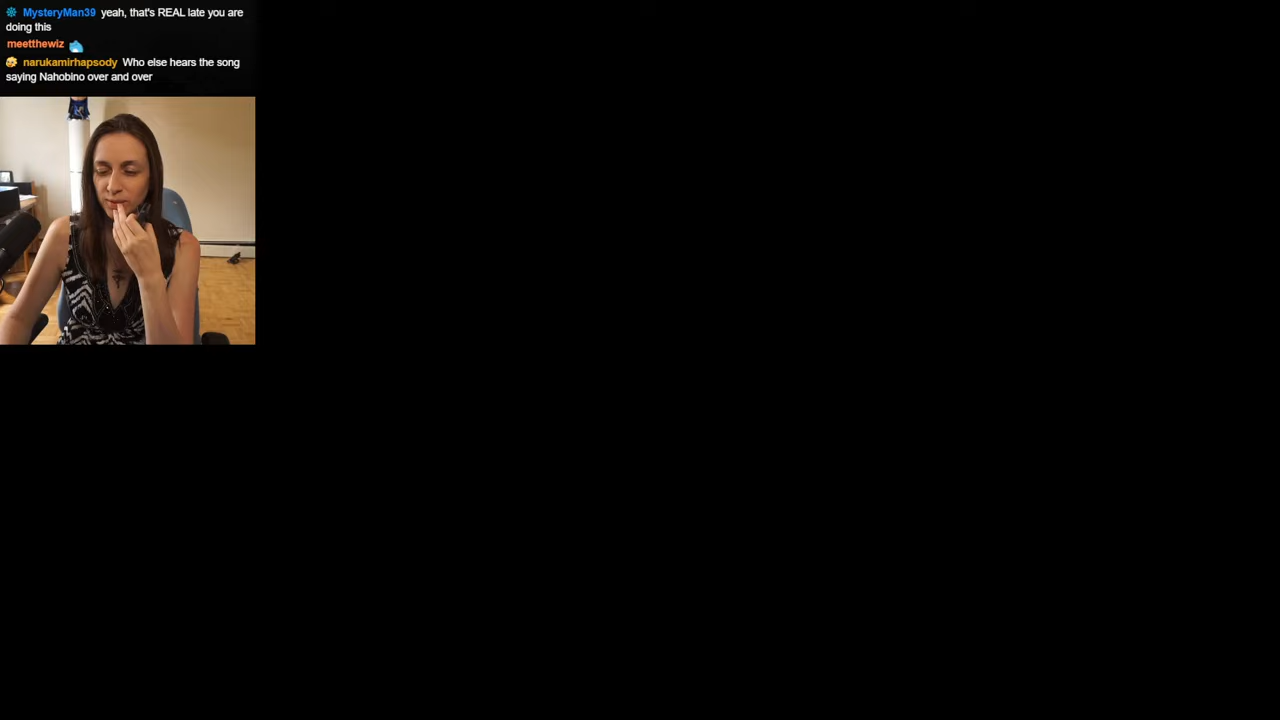 MysteryMan39 yeah, that's REAL late you are
doing this
meetthewiz
narukamirhapsody Who else hears the song
saying Nahobino over and over